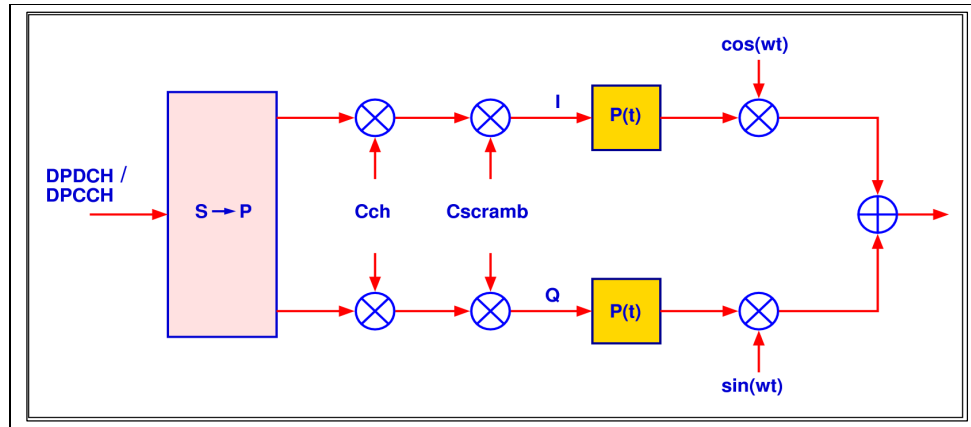 cos(wt)
I
P(t)
DPDCH /
DPCCH
S → P
Cch
Cscramb
Q
P(t)
sin(wt)